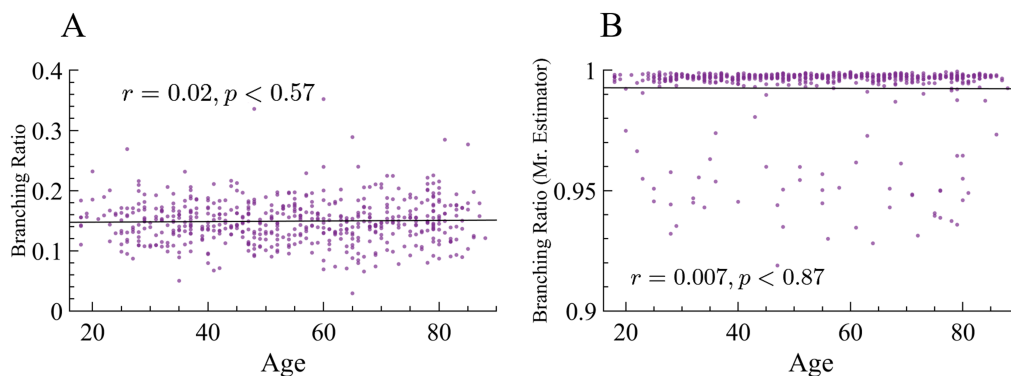 A
Branching Ratio
0.4
0.3
0.2
0.1
0
r = 0.02, p < 0.57
20
40
60
80
Age
B
Branching Ratio (Mr. Estimator)
1
0.95
0.9
r = 0.007, p < 0.87
20
40
60
80
Age